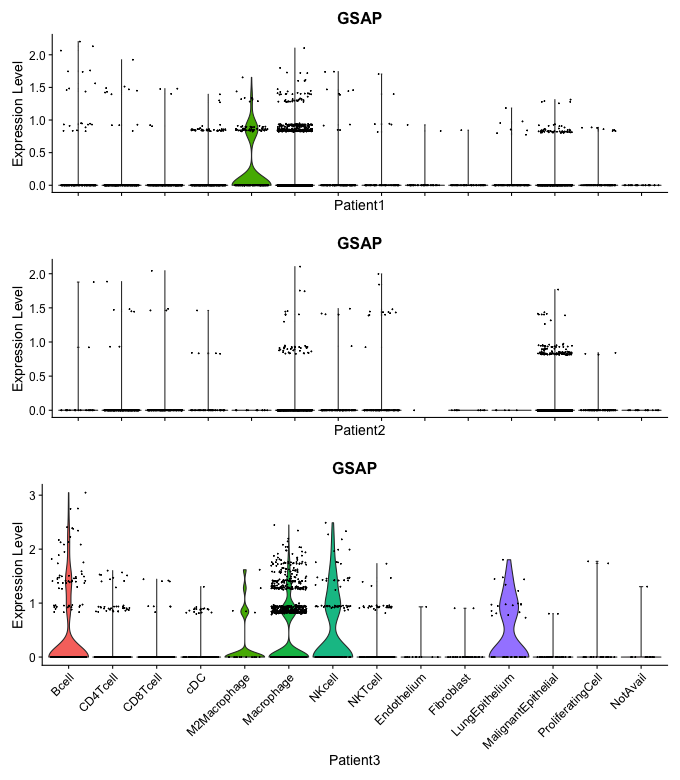 GSAP
Expression Level
2.0
1.5
1.0
0.5
0.0
Patient1
GSAP
Expression Level
2.0
1.5
1.0
0.5
0.0
Patient2
GSAP
Expression Level
3
2
1
0
Bcell
CD4Tcell
CD8Tcell
cDC
M2Macrophage
Macrophage
NKcell
NKTcell
Endothelium
Fibroblast
LungEpithelium
MalignantEpithelial
ProliferatingCell
NotAvail
Patient3